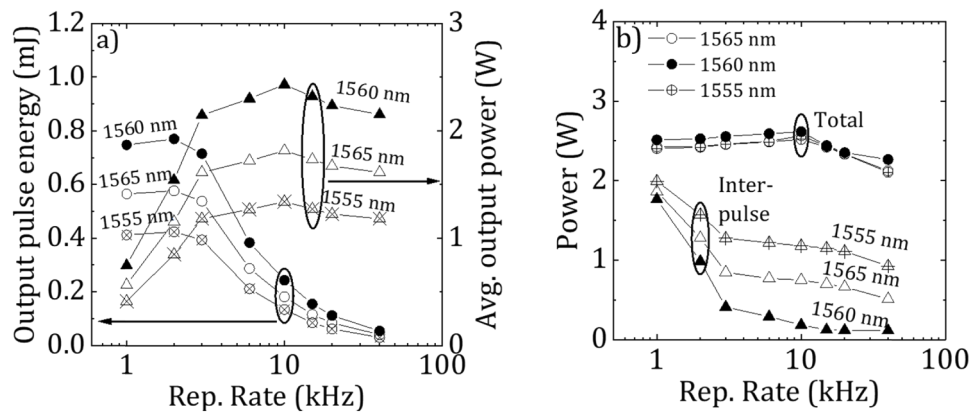 a)
Output pulse energy (mJ)
1.2
1.0
0.8
0.6
0.4
0.2
0.0
1560 nm
1565 nm
1555 nm
1560 nm
1565 nm
1555 nm
3
2
1
0
Avg. output power (W)
1
10
100
Rep. Rate (kHz)
b)
Power (W)
4
3
2
1
0
1565 nm
1560 nm
1555 nm
Total
Inter-
pulse
1555 nm
1565 nm
1560 nm
1
10
100
Rep. Rate (kHz)